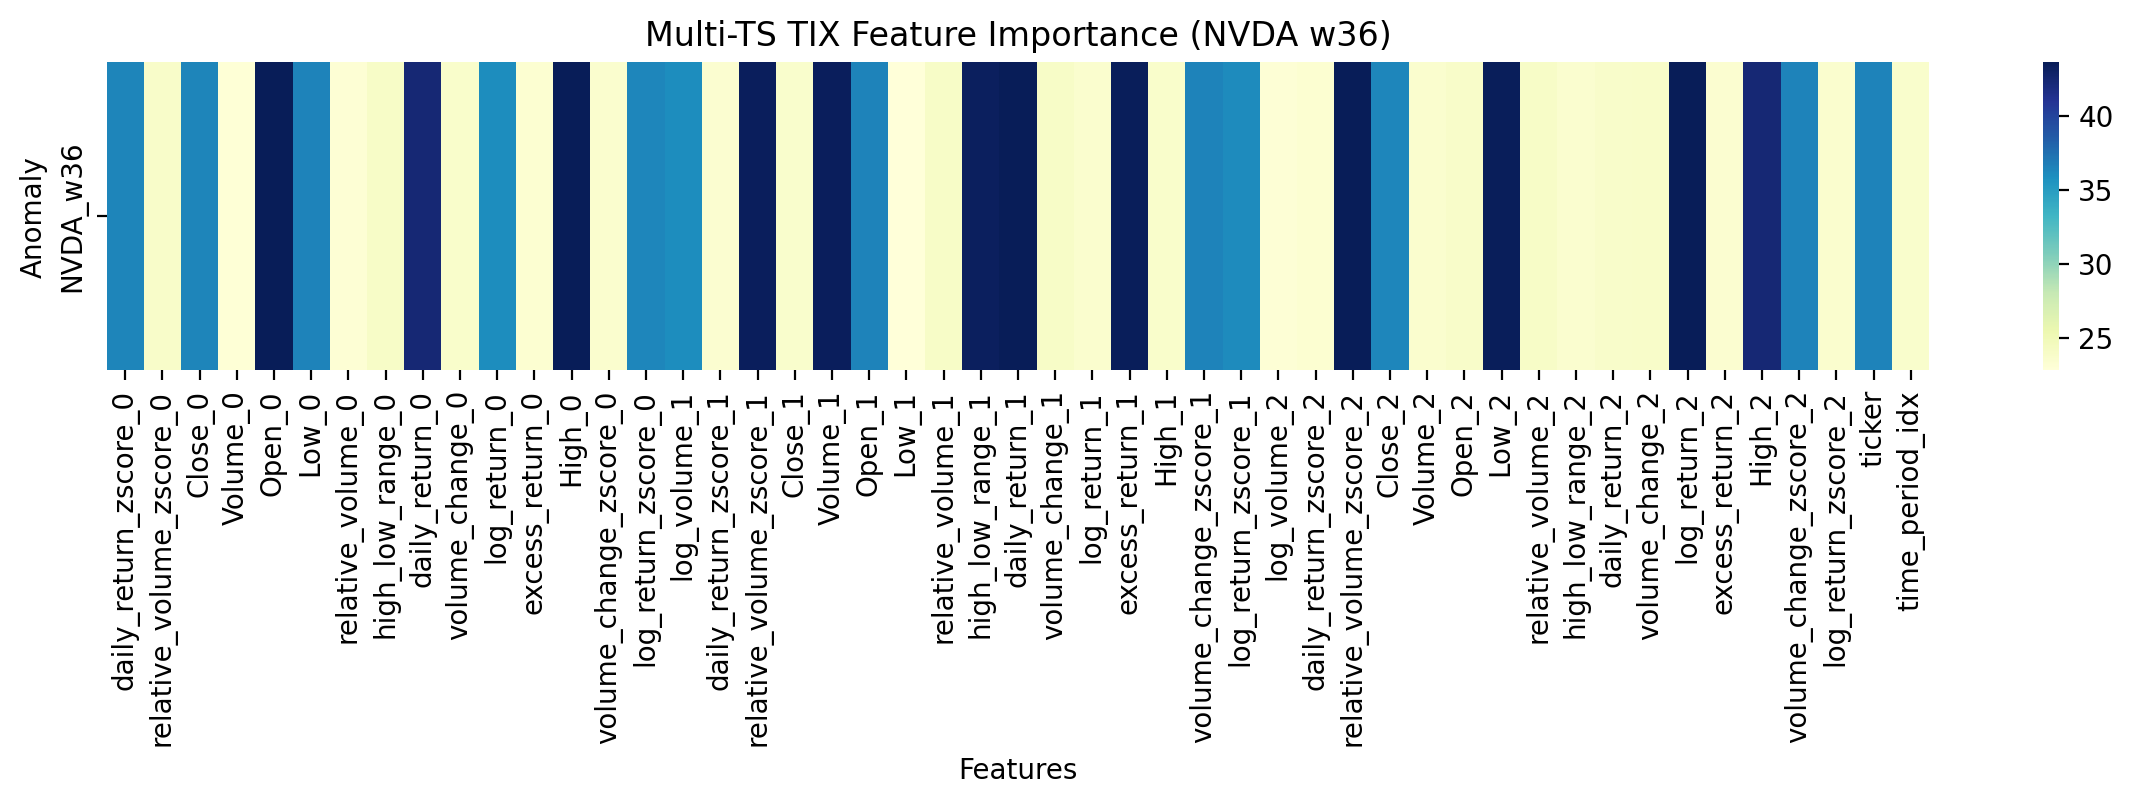 Multi-TS TIX Feature Importance (NVDA w36)
Anomaly
NVDA_w36
40
35
30
25
daily_return_zscore_0
relative_volume_zscore_0
Close_0
Volume_0
Open_0
Low_0
relative_volume_0
high_low_range_0
daily_return_0
volume_change_0
log_return_0
excess_return_0
High_0
volume_change_zscore_0
log_return_zscore_0
log_volume_1
daily_return_zscore_1
relative_volume_zscore_1
Close_1
Volume_1
Open_1
Low_1
relative_volume_1
high_low_range_1
daily_return_1
volume_change_1
log_return_1
excess_return_1
High_1
volume_change_zscore_1
log_return_zscore_1
log_volume_2
daily_return_zscore_2
relative_volume_zscore_2
Close_2
Volume_2
Open_2
Low_2
relative_volume_2
high_low_range_2
daily_return_2
volume_change_2
log_return_2
excess_return_2
High_2
volume_change_zscore_2
log_return_zscore_2
ticker
time_period_idx
Features